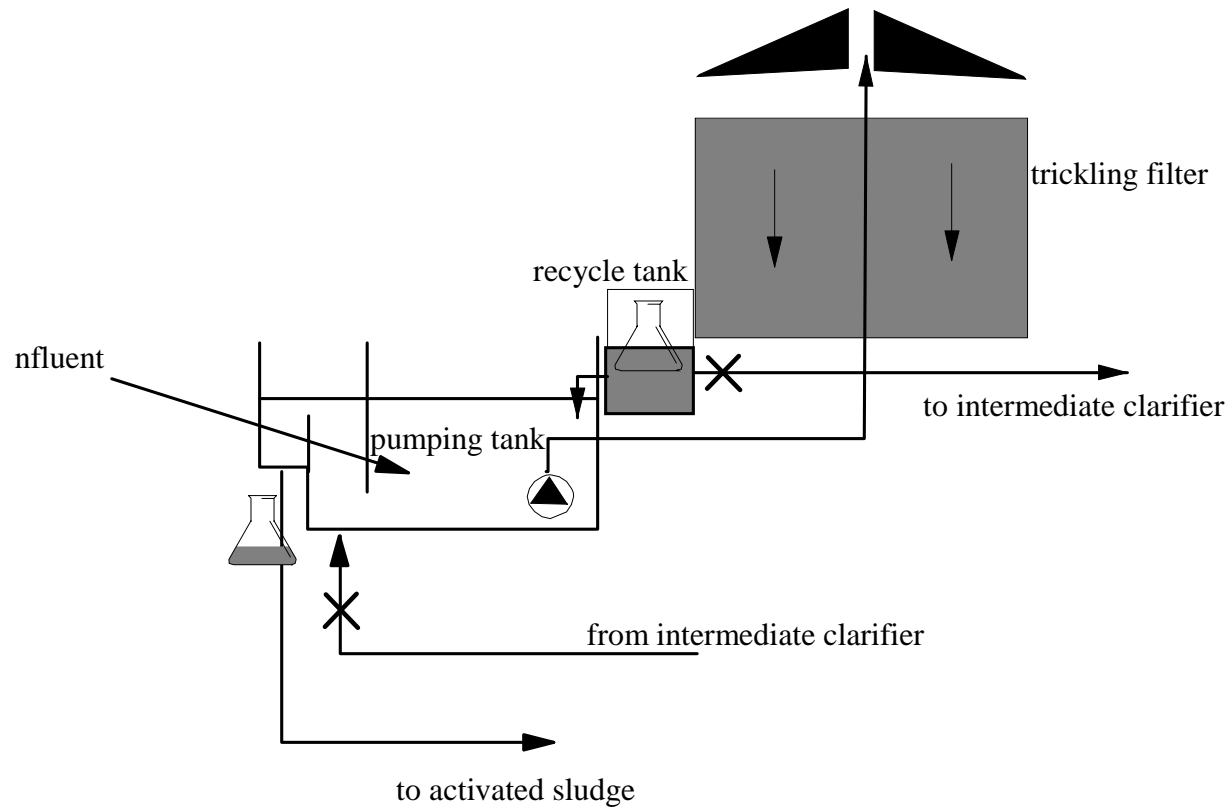 trickling filter
recycle tank
nfluent
to intermediate clarifier
pumping tank
from intermediate clarifier
to activated sludge